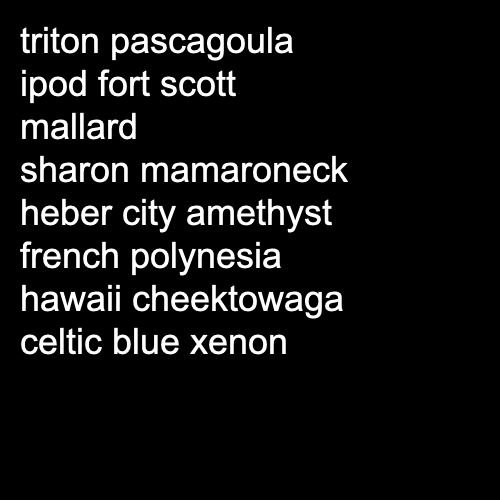 triton pascagoula
ipod fort scott
mallard
sharon mamaroneck
heber city amethyst
french polynesia
hawaii cheektowaga
celtic blue xenon